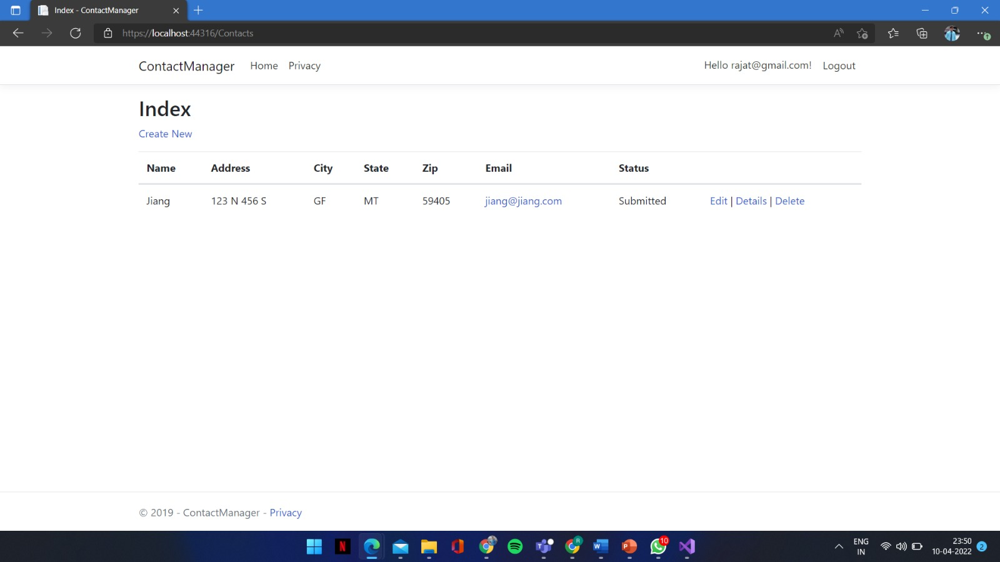 Index - ContactManager
https://localhost:44316/Contacts
ContactManager Home Privacy Hello rajat@gmail.com! Logout
Index
Create New
Name Address City State Zip Email Status
Jiang 123 N 456 S GF MT 59405 jiang@jiang.com Submitted Edit | Details | Delete
© 2019 - ContactManager - Privacy
N T W P R 10
ENG
IN
23:50
10-04-2022
2